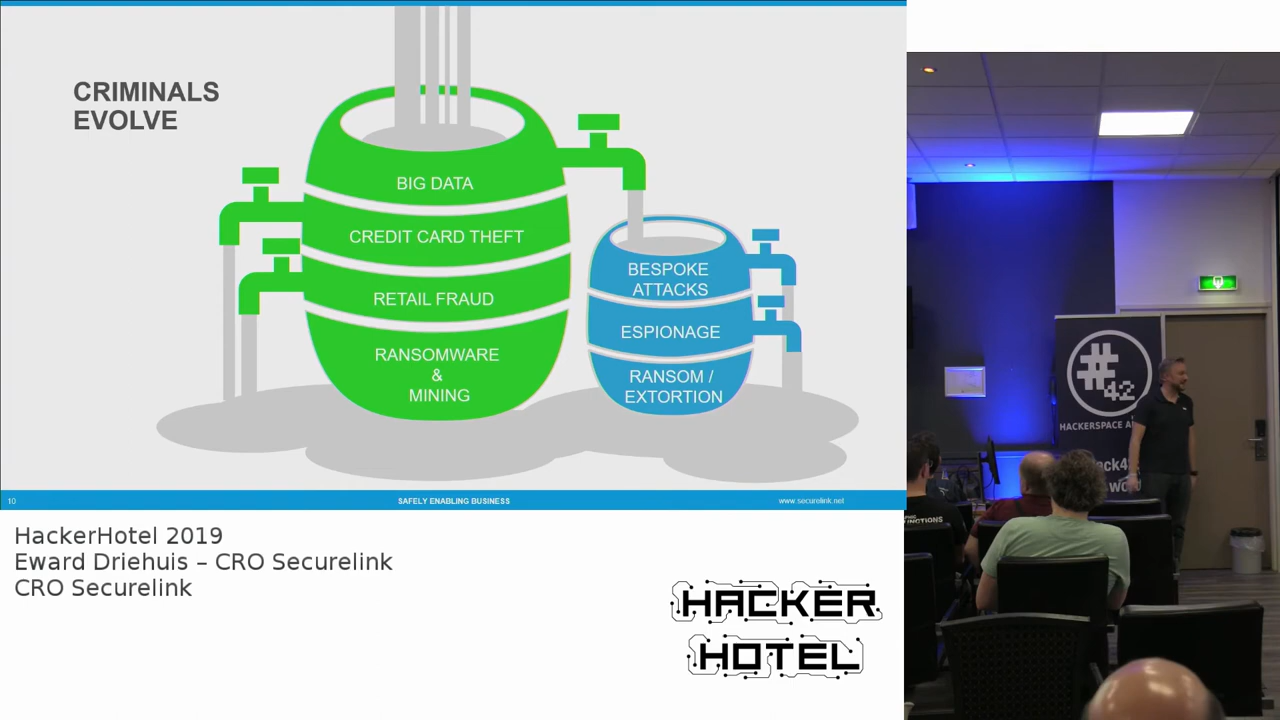 CRIMINALS
EVOLVE
BIG DATA
CREDIT CARD THEFT
RETAIL FRAUD
RANSOMWARE
&
MINING
BESPOKE
ATTACKS
ESPIONAGE
RANSOM /
EXTORTION
10
SAFELY ENABLING BUSINESS
www.securelink.net
HackerHotel 2019
Eward Driehuis – CRO Securelink
CRO Securelink
HACKER
HOTEL
#
42
HACKERSPACE